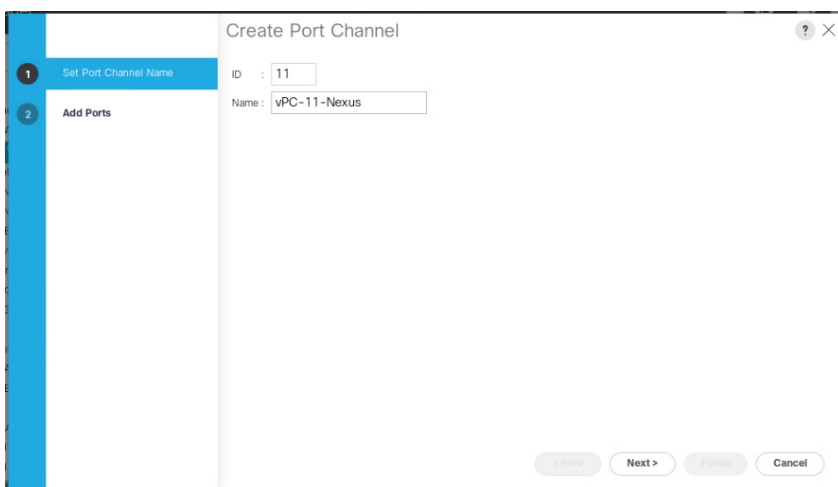 Create Port Channel
?
1
Set Port Channel Name
ID : 11
Name : vPC-11-Nexus
2
Add Ports
< Prev
Next >
Finish
Cancel